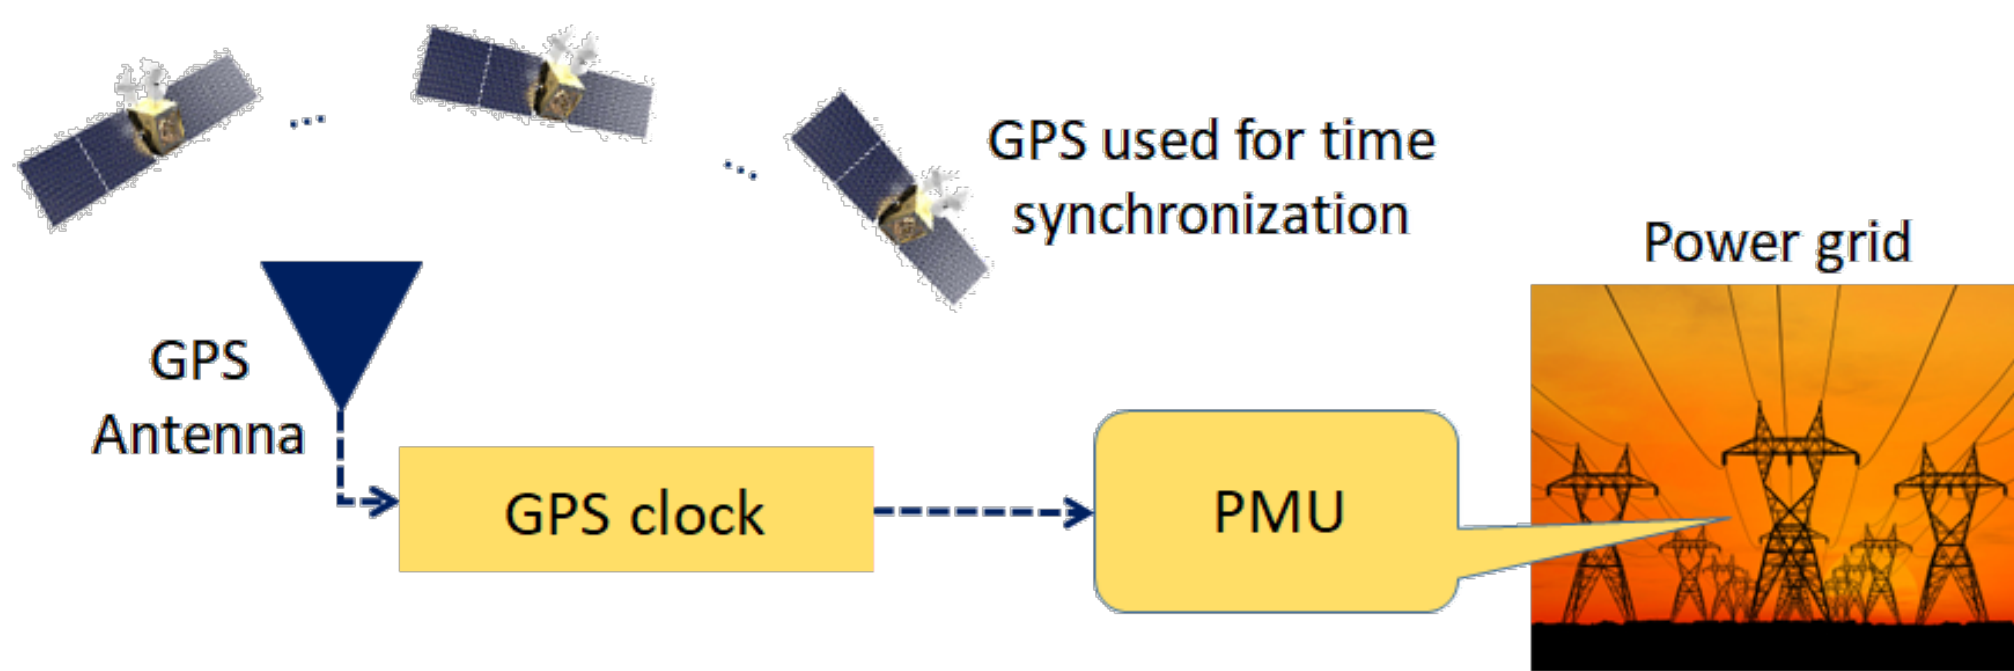 GPS used for time
synchronization
Power grid
GPS
Antenna
GPS clock
PMU